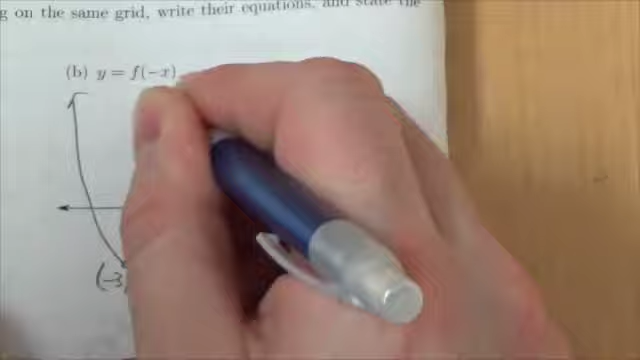 g on the same grid, write their equations, and state the
(b) y = f(−x)
(−3